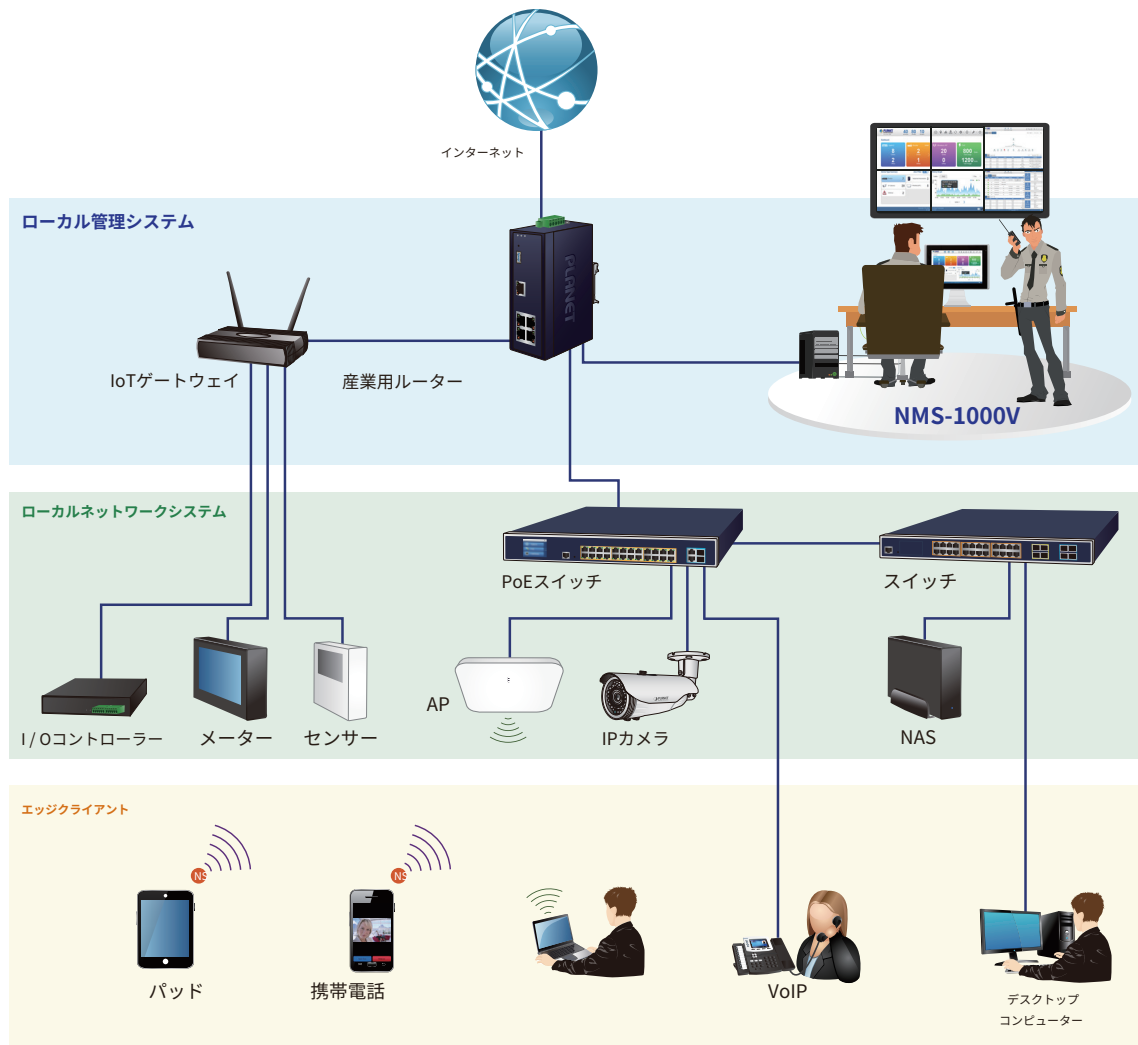 インターネット
ローカル管理システム
PLANET
IoTゲートウェイ
産業用ルーター
NMS-1000V
ローカルネットワークシステム
PoEスイッチ
スイッチ
AP
I / Oコントローラー
メーター
センサー
IPカメラ
NAS
エッジクライアント
NS
NS
パッド
携帯電話
VoIP
デスクトップ
コンピューター